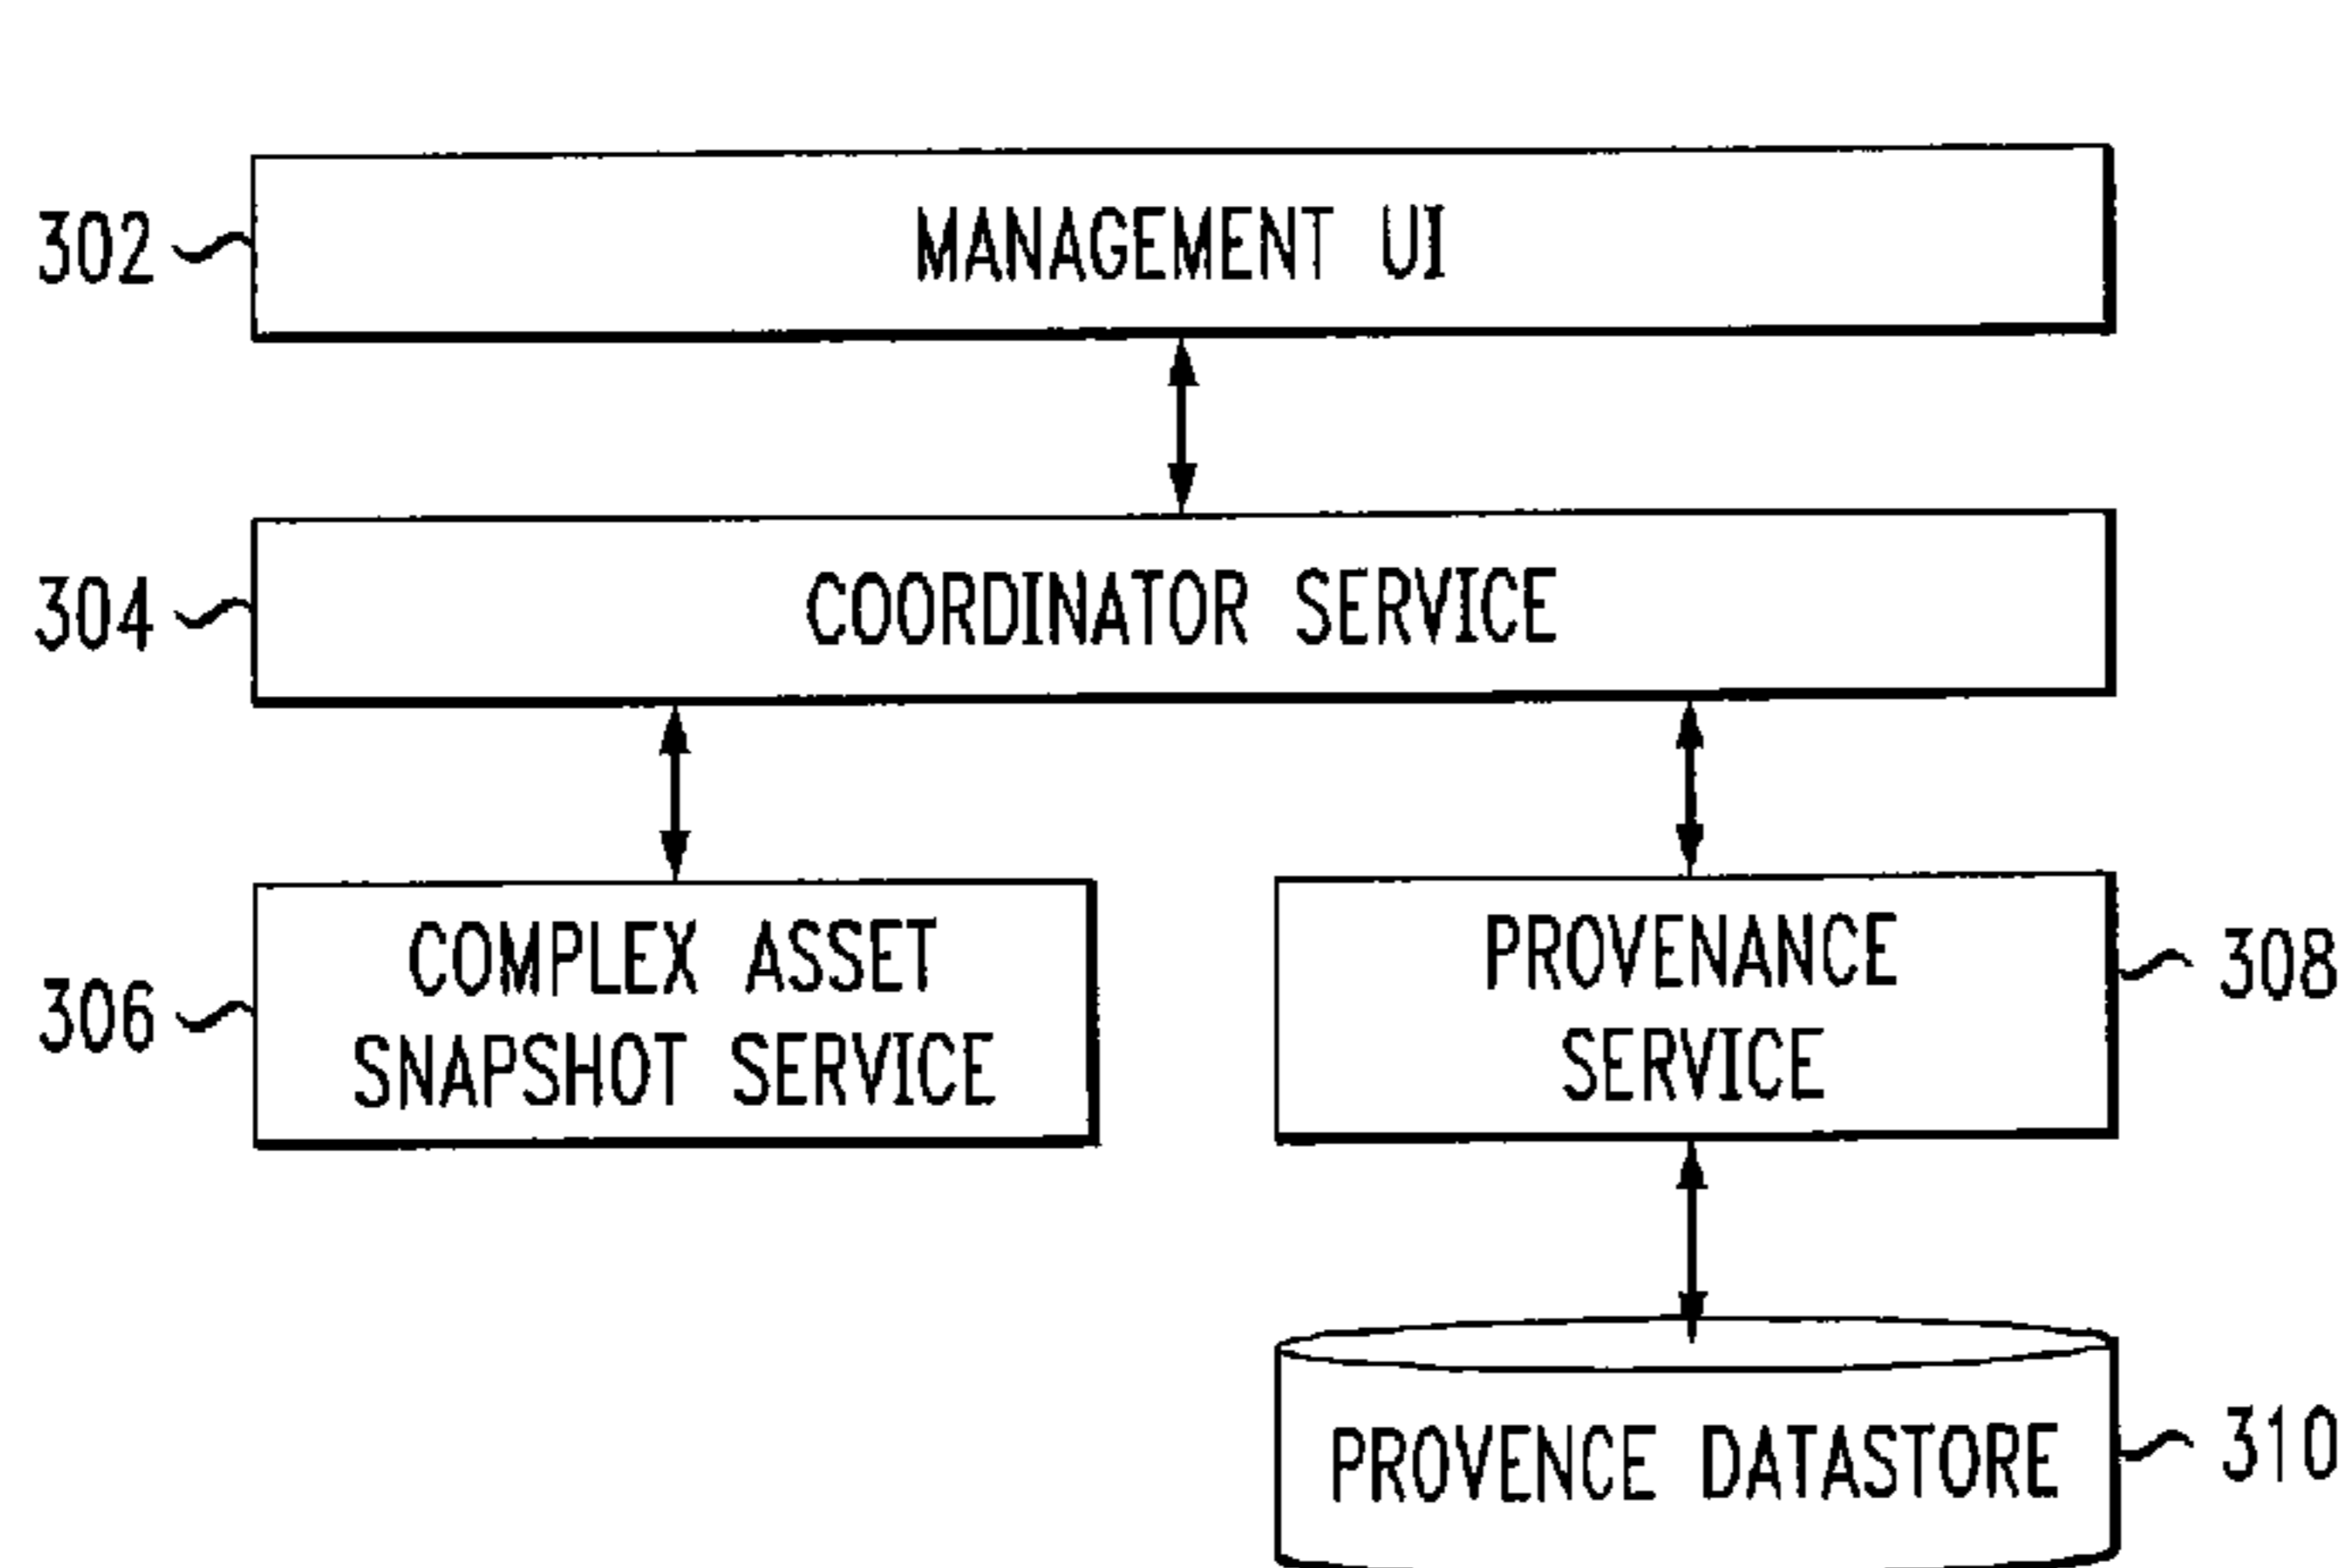 302
MANAGEMENT UI
304
COORDINATOR SERVICE
306
COMPLEX ASSET
SNAPSHOT SERVICE
PROVENANCE
SERVICE
308
PROVENCE DATASTORE
310